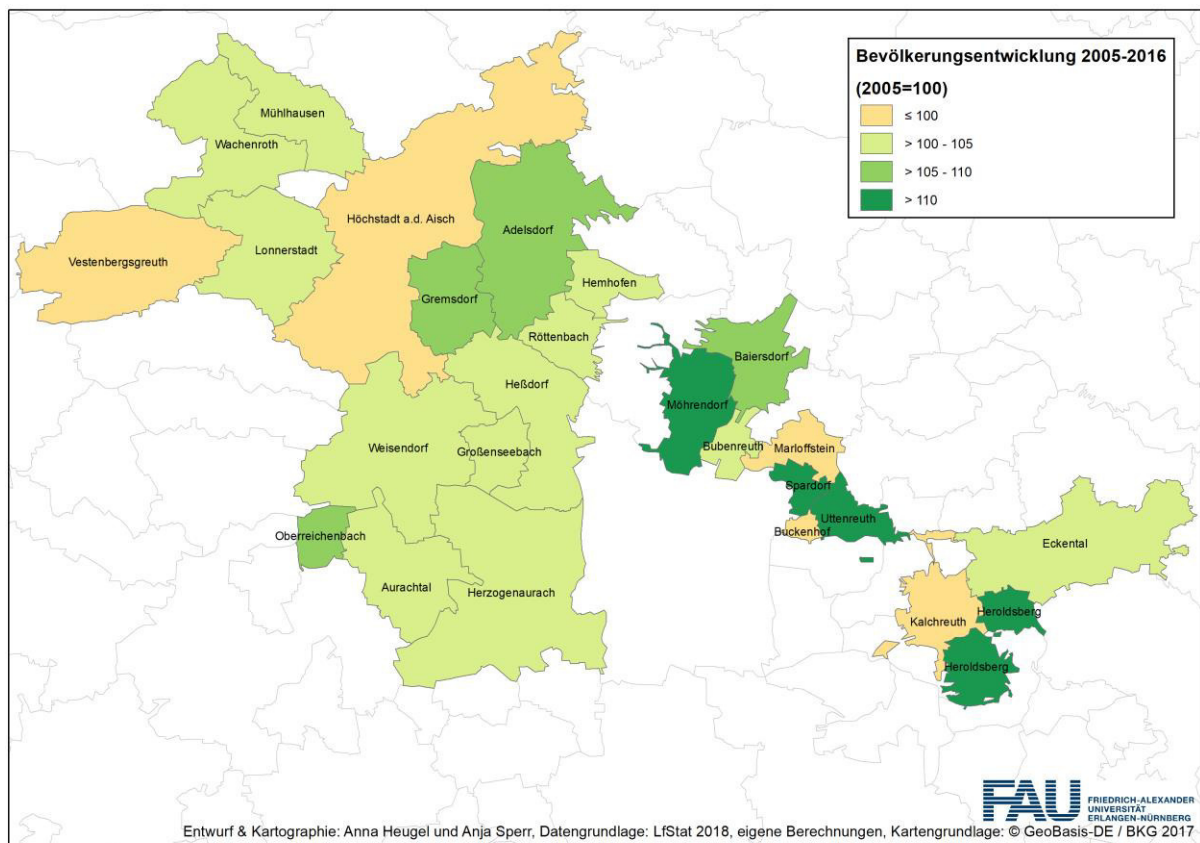 Bevölkerungsentwicklung 2005-2016
(2005=100)
≤ 100
> 100 - 105
> 105 - 110
> 110
Mühlhausen
Wachenroth
Höchstadt a.d. Aisch
Adelsdorf
Lonnerstadt
Vestenbergsgreuth
Hemhofen
Gremsdorf
Röttenbach
Baiersdorf
Heßdorf
Möhrendorf
Bubenreuth
Marloffstein
Weisendorf
Großenseebach
Spardorf
Uttenreuth
Buckenhof
Oberreichenbach
Eckental
Aurachtal
Herzogenaurach
Heroldsberg
Kalchreuth
Heroldsberg
FAU
FRIEDRICH-ALEXANDER
UNIVERSITÄT
ERLANGEN-NÜRNBERG
Entwurf & Kartographie: Anna Heugel und Anja Sperr, Datengrundlage: LfStat 2018, eigene Berechnungen, Kartengrundlage: © GeoBasis-DE / BKG 2017